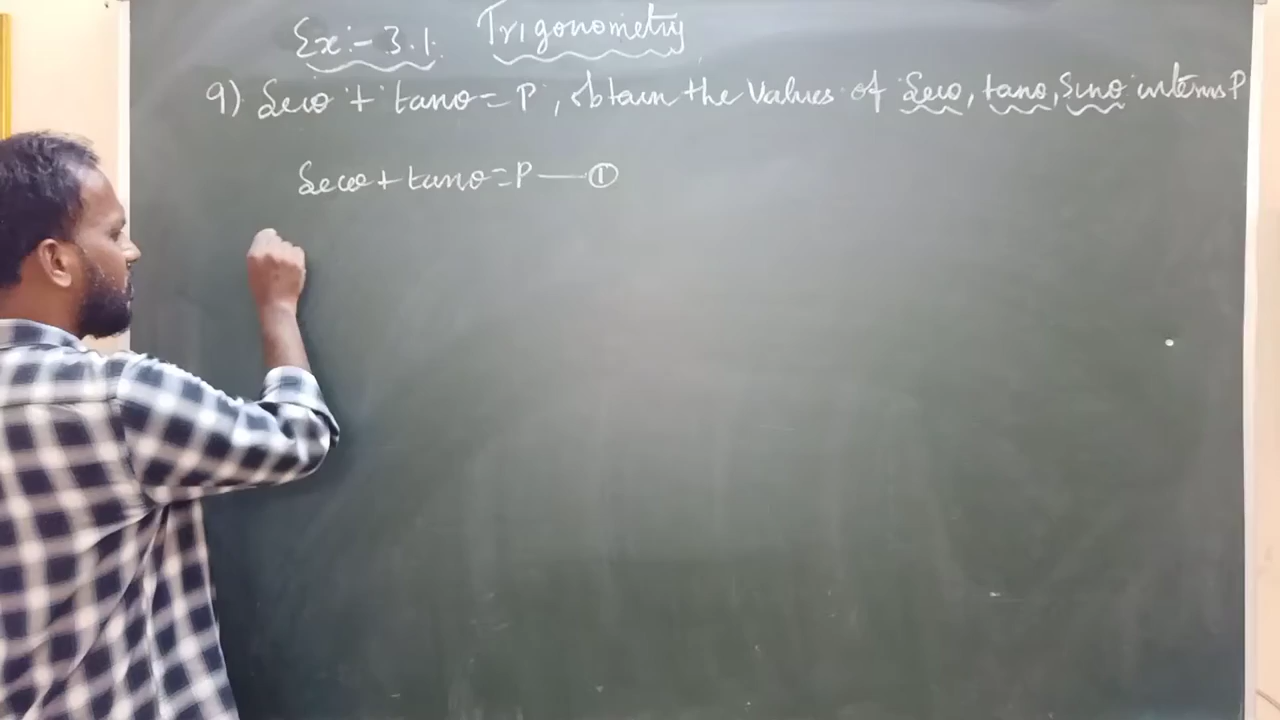 Ex:- 3.1. Trigonometry
9) Secθ + tanθ = P, obtain the values of Secθ, tanθ, Sinθ interms P
Secθ + tanθ = P — ①